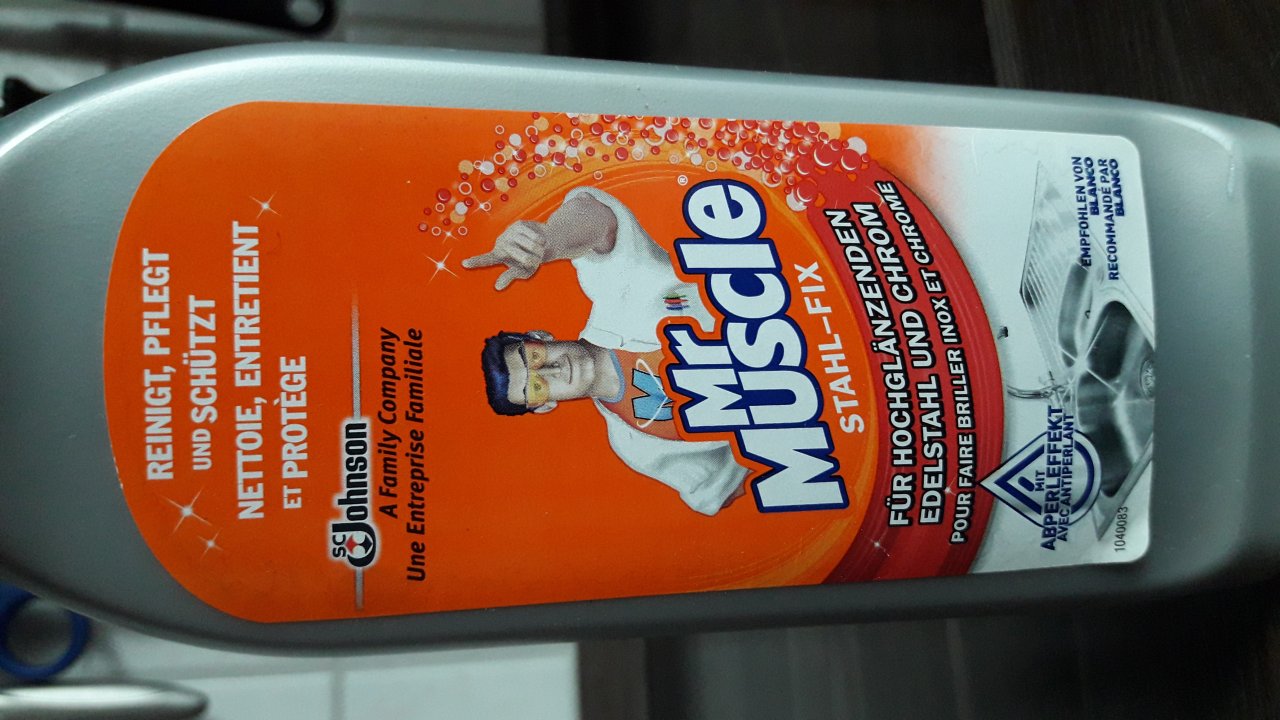 REINIGT, PFLEGT
UND SCHÜTZT
NETTOIE, ENTRETIENT
ET PROTÈGE
SC Johnson
A Family Company
Une Entreprise Familiale
M
Mr
Muscle®
STAHL-FIX
FÜR HOCHGLÄNZENDEN
EDELSTAHL UND CHROM
POUR FAIRE BRILLER INOX ET CHROME
MIT
ABPERLEFFEKT
AVEC ANTIPERLANT
EMPFOHLEN VON
BLANCO
RECOMMANDÉ PAR
BLANCO
1040083